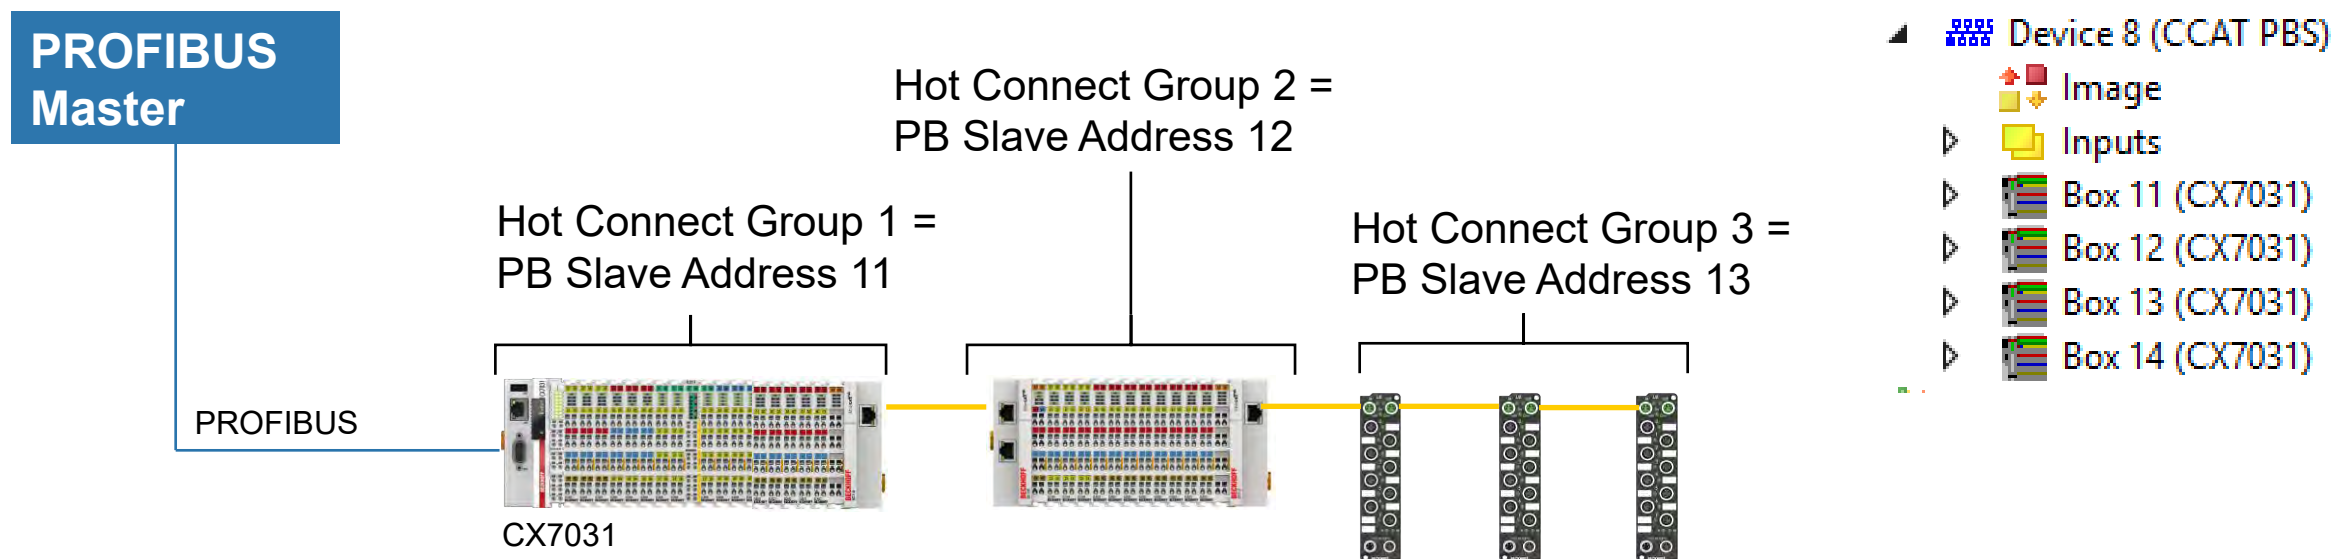 PROFIBUS
Master
Hot Connect Group 2 =
PB Slave Address 12
Hot Connect Group 1 =
PB Slave Address 11
Hot Connect Group 3 =
PB Slave Address 13
PROFIBUS
CX7031
BECKHOFF
BECKHOFF
Device 8 (CCAT PBS)
Image
Inputs
Box 11 (CX7031)
Box 12 (CX7031)
Box 13 (CX7031)
Box 14 (CX7031)